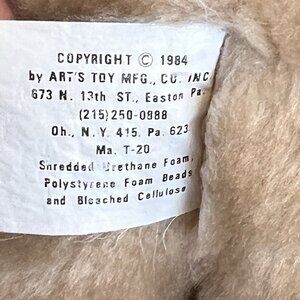 COPYRIGHT © 1984
by ART'S TOY MFG., CO. INC.
673 N. 13th ST., Easton Pa.
(215)250-0888
Oh., N.Y. 415. Pa. 623
Ma. T-20
Shredded Urethane Foam,
Polystyrene Foam Beads
and Bleached Cellulose